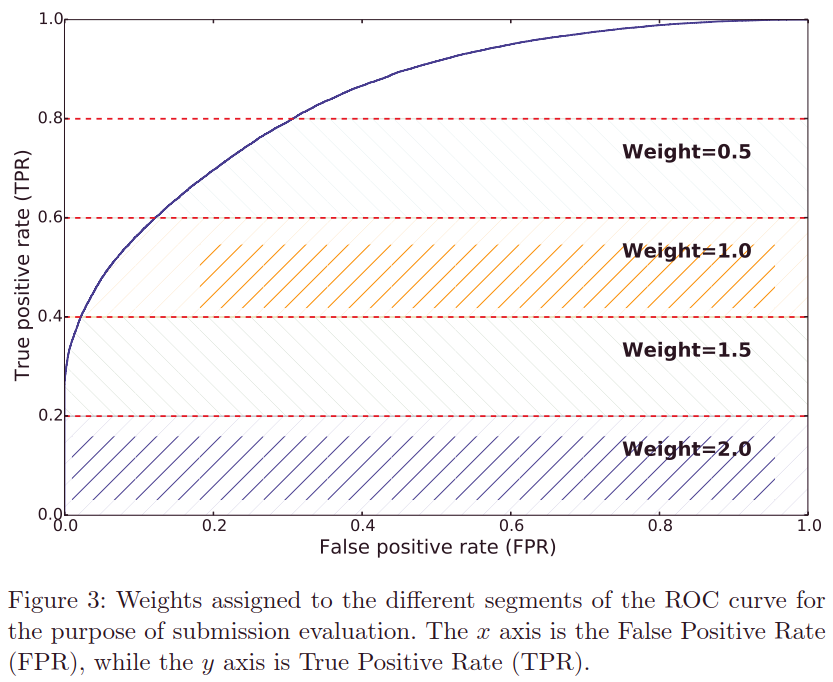 1.0
0.8
Weight=0.5
0.6
Weight=1.0
0.4
Weight=1.5
0.2
Weight=2.0
0.0
0.0 0.2 0.4 0.6 0.8 1.0
True positive rate (TPR)
False positive rate (FPR)
Figure 3: Weights assigned to the different segments of the ROC curve for
the purpose of submission evaluation. The x axis is the False Positive Rate
(FPR), while the y axis is True Positive Rate (TPR).